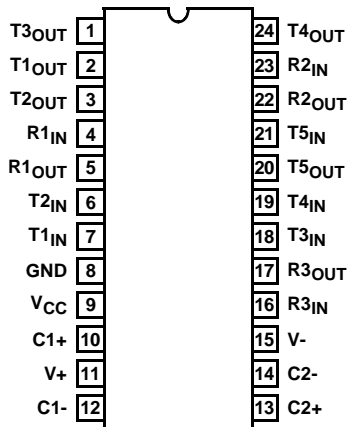 T3OUT 1 24 T4OUT
T1OUT 2 23 R2IN
T2OUT 3 22 R2OUT
R1IN 4 21 T5IN
R1OUT 5 20 T5OUT
T2IN 6 19 T4IN
T1IN 7 18 T3IN
GND 8 17 R3OUT
VCC 9 16 R3IN
C1+ 10 15 V-
V+ 11 14 C2-
C1- 12 13 C2+